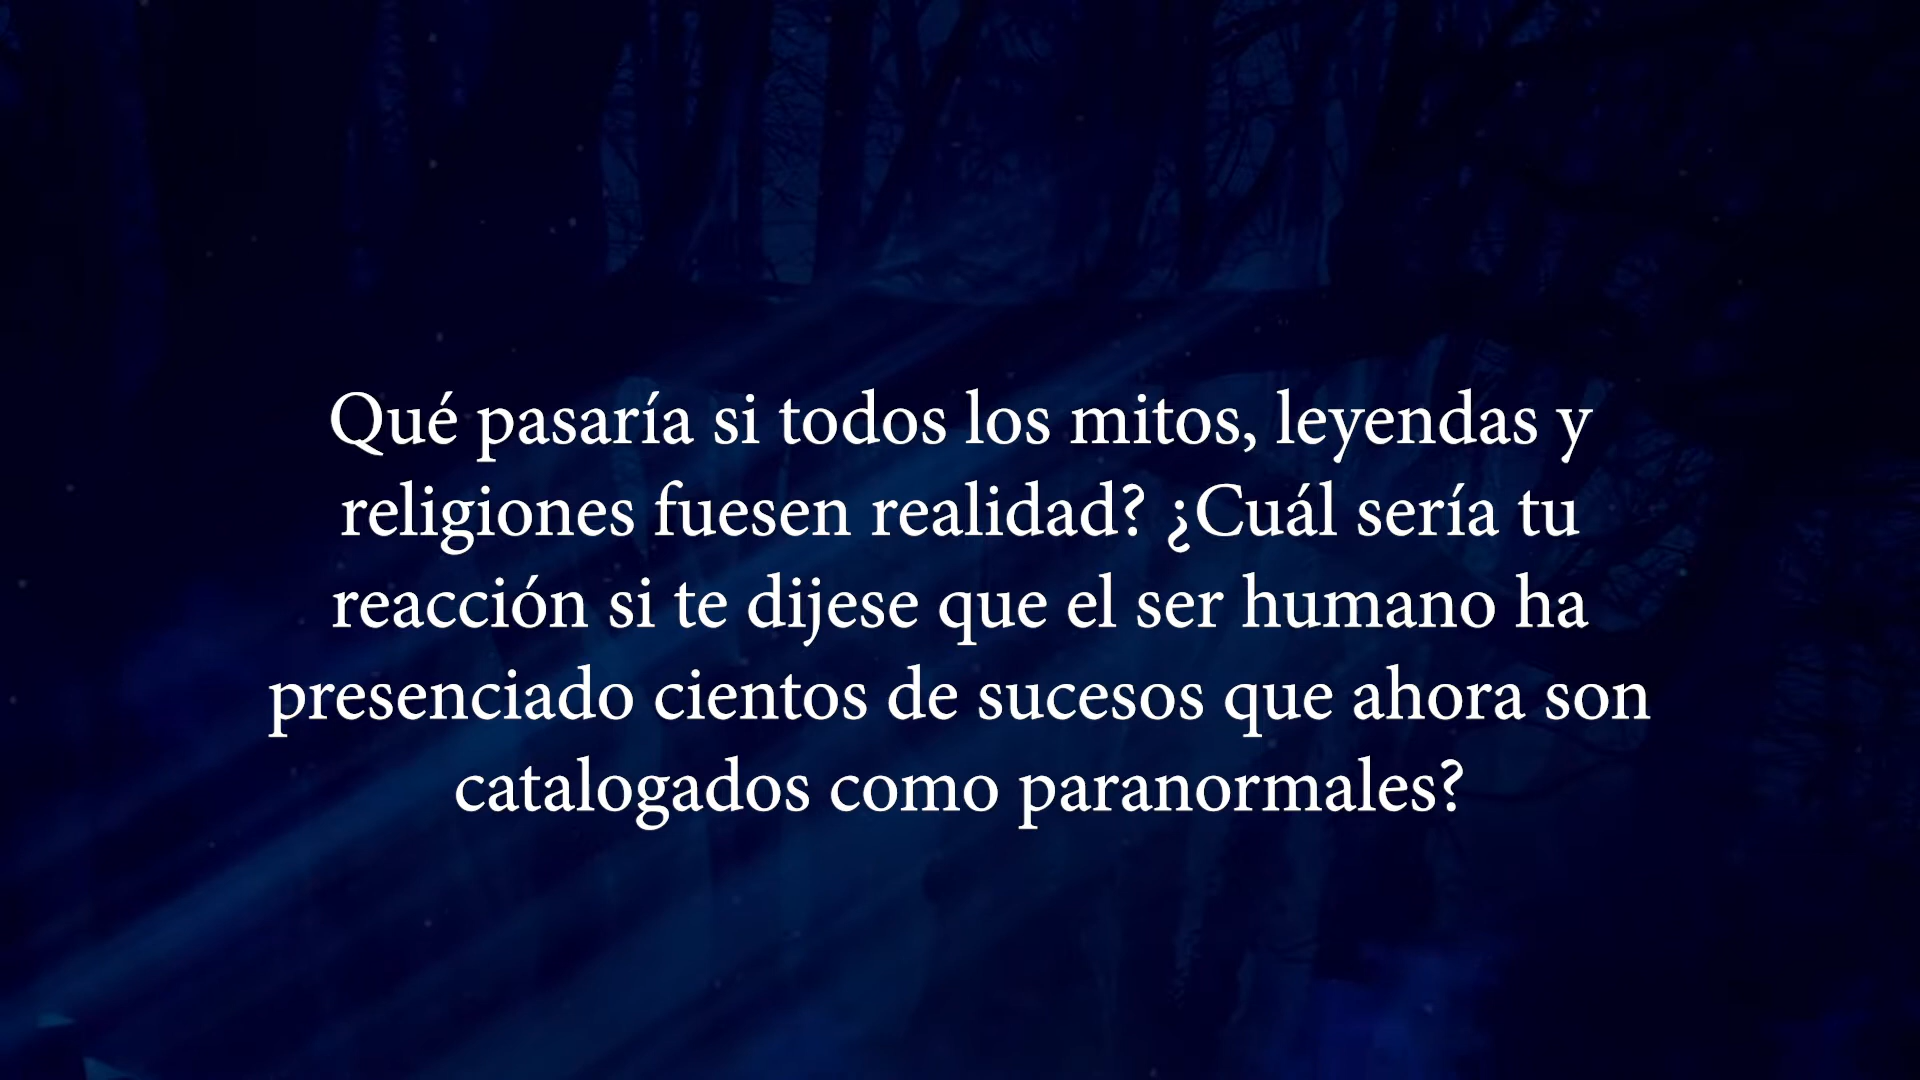 Qué pasaría si todos los mitos, leyendas y
religiones fuesen realidad? ¿Cuál sería tu
reacción si te dijese que el ser humano ha
presenciado cientos de sucesos que ahora son
catalogados como paranormales?